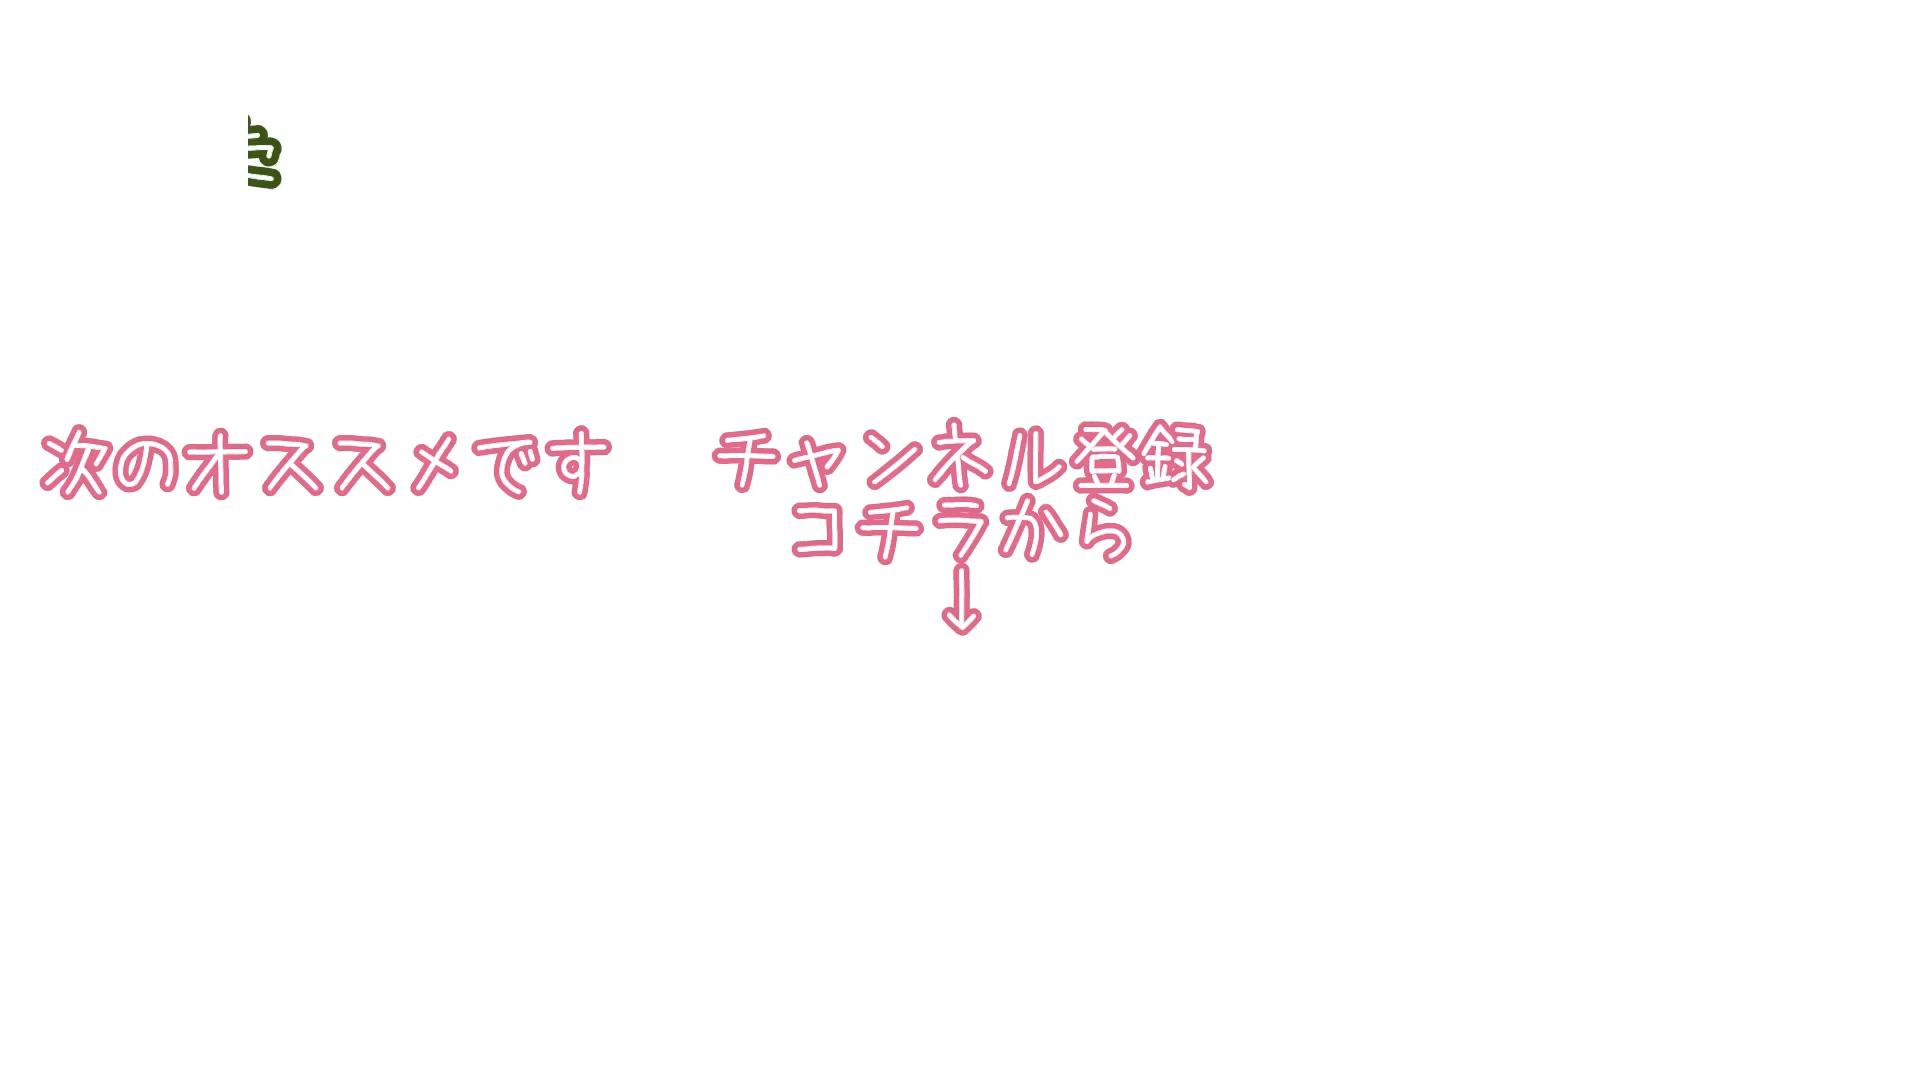 次のオススメです
チャンネル登録
コチラから
↓